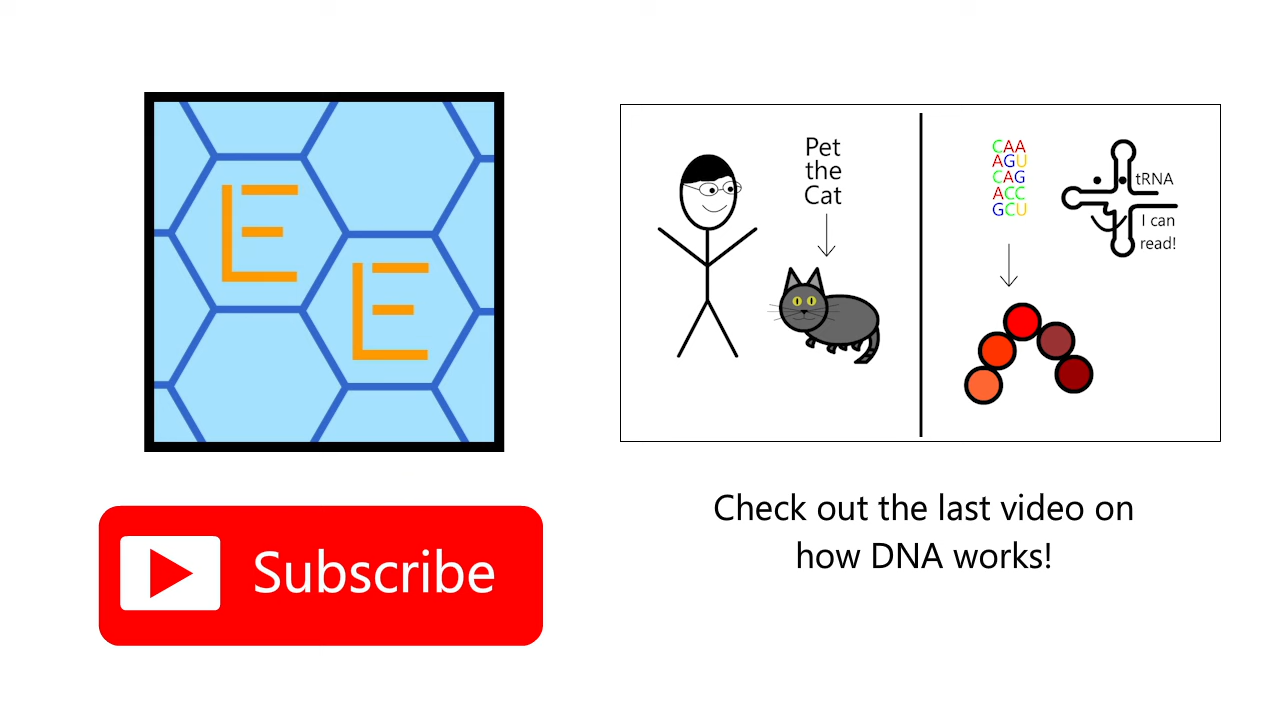 E
E
Subscribe
Pet
the
Cat
CAA
AGU
CAG
ACC
GCU
tRNA
I can
read!
Check out the last video on
how DNA works!